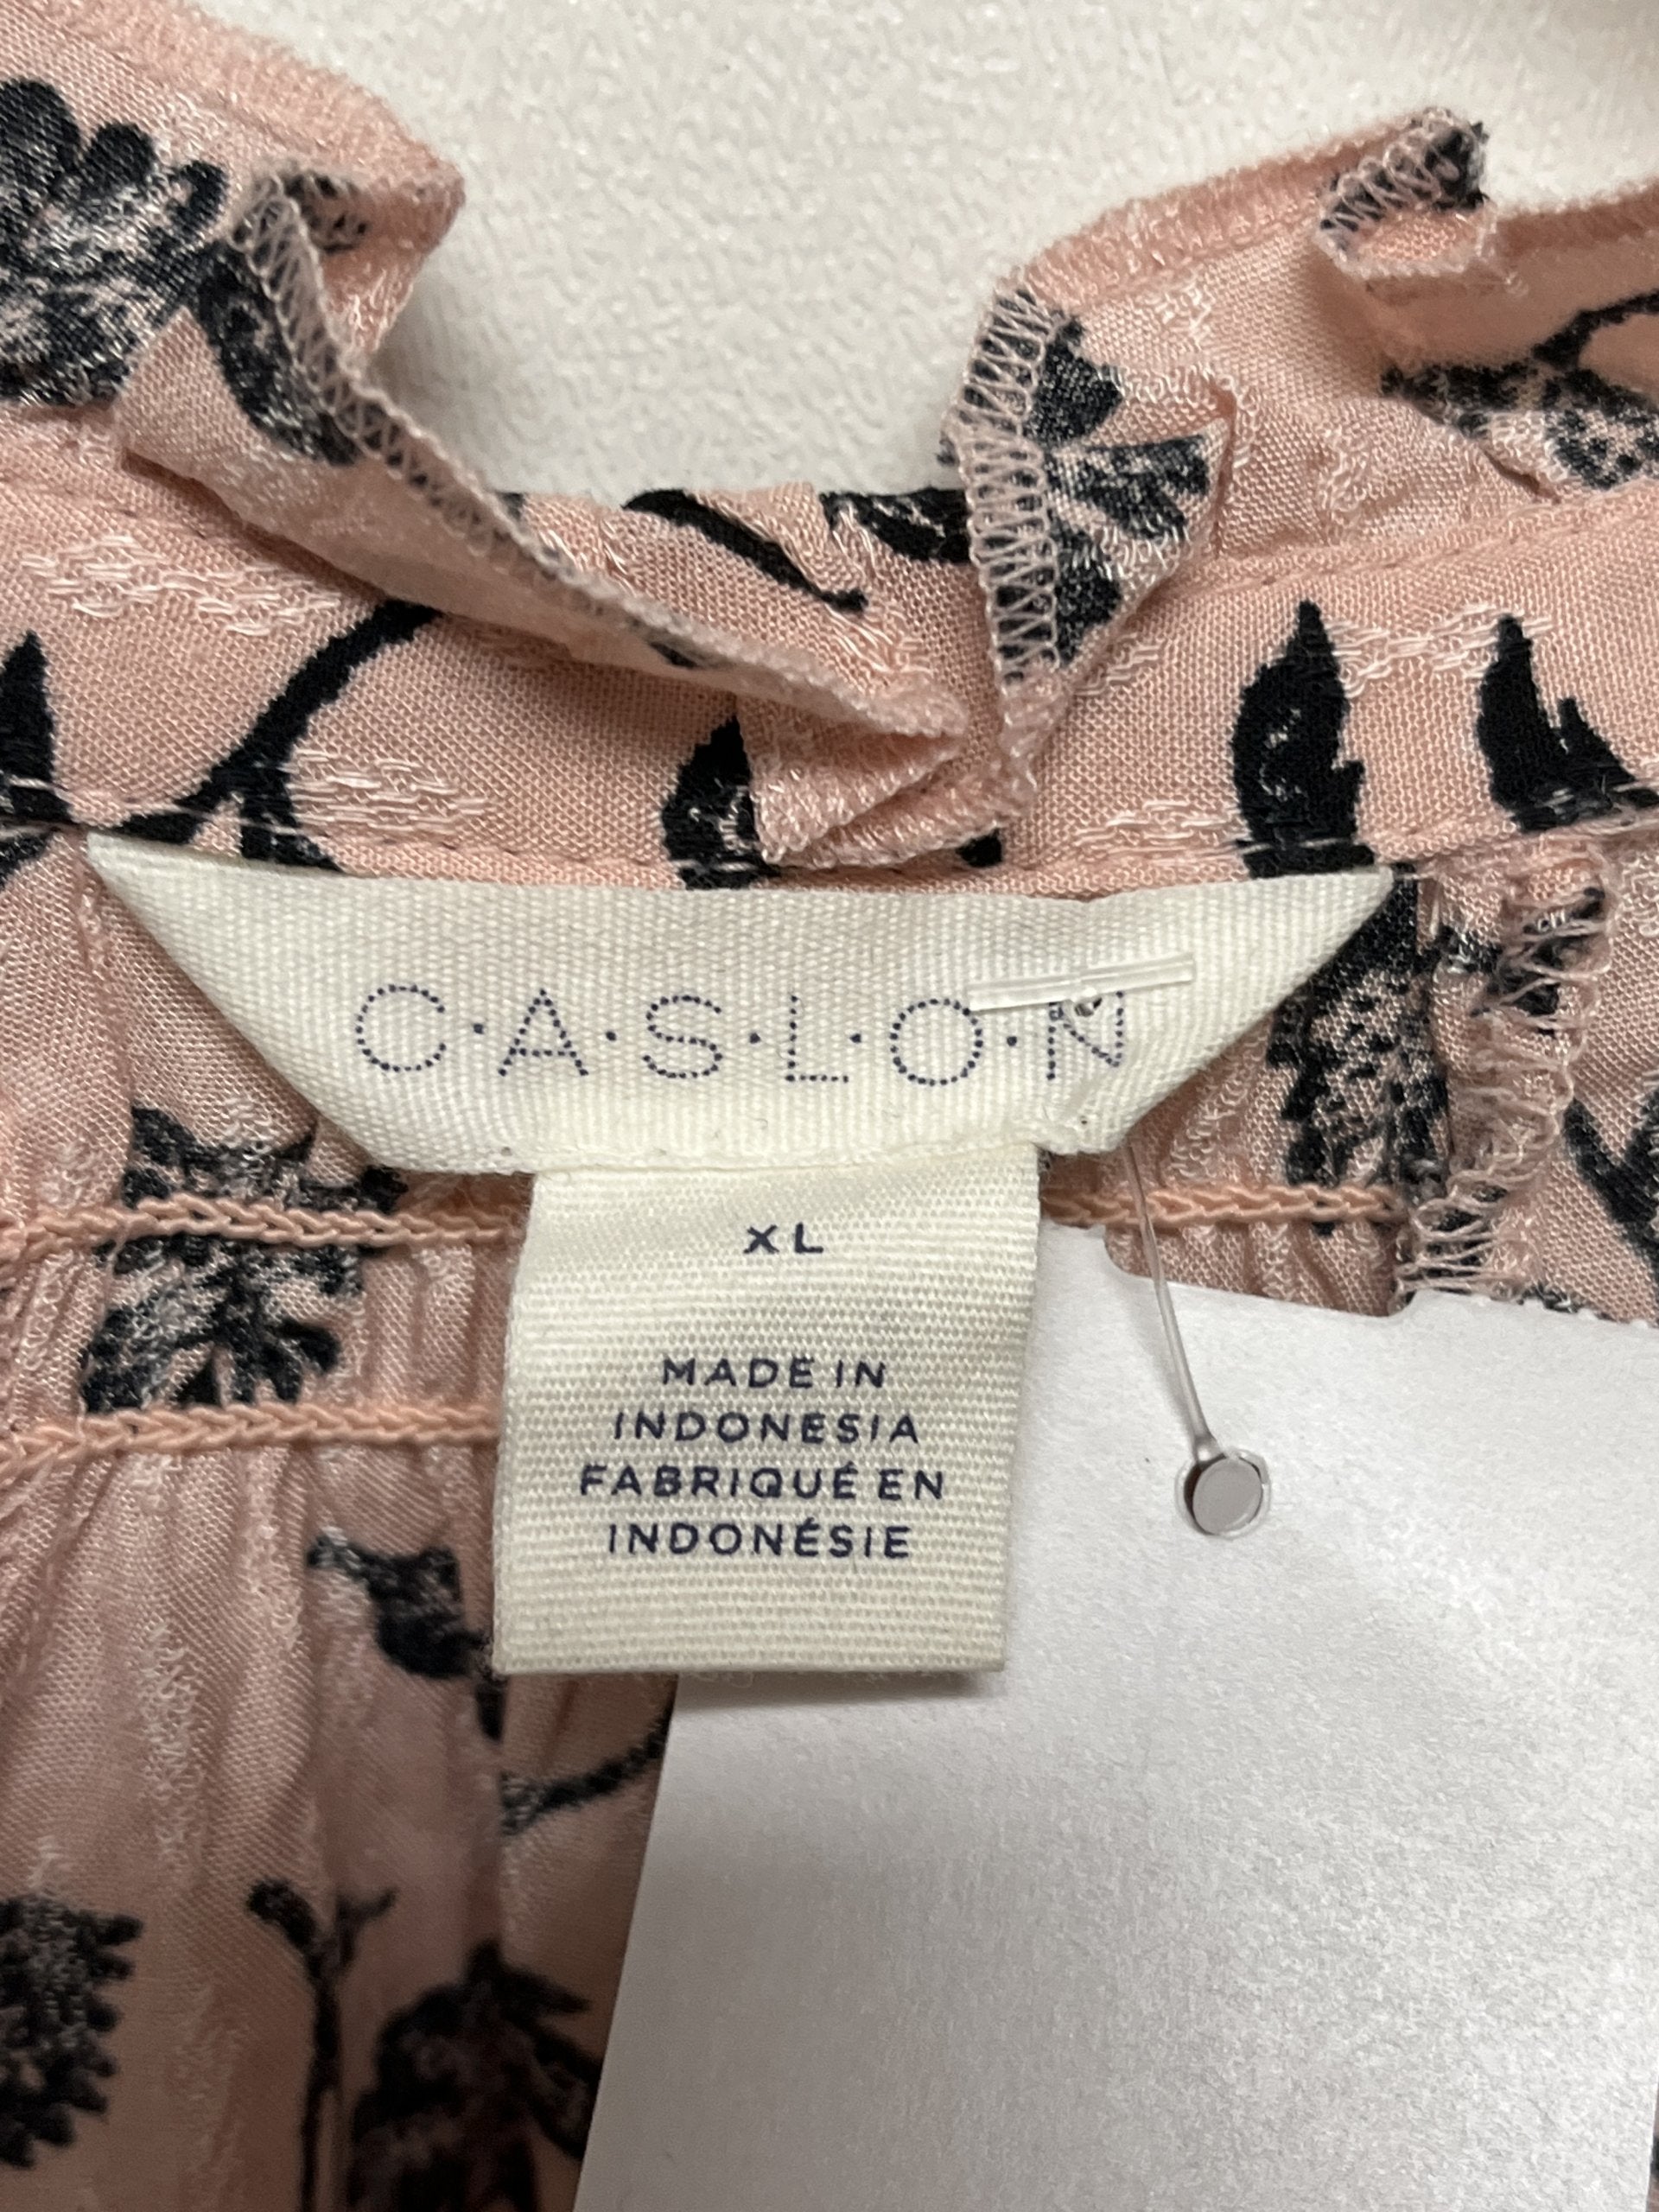 C·A·S·L·O·N
XL
MADE IN
INDONESIA
FABRIQUÉ EN
INDONÉSIE